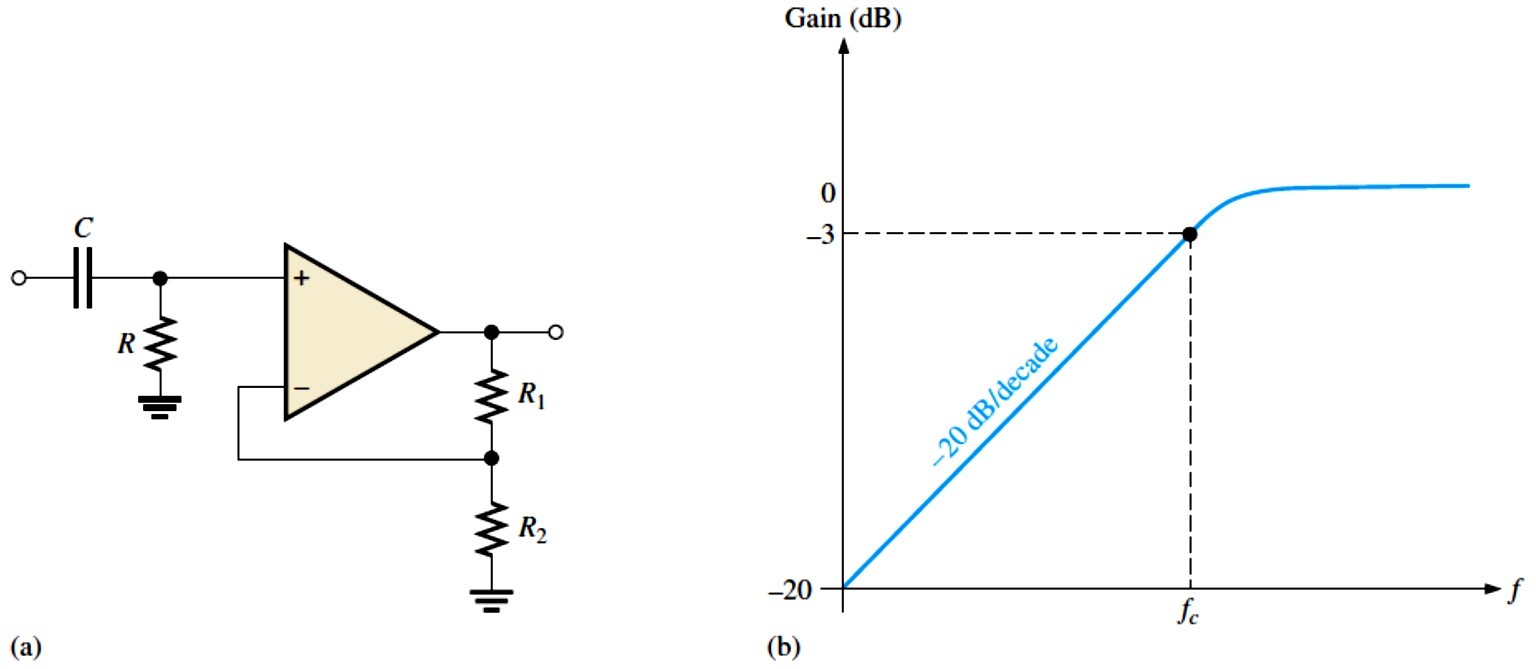 C
R
+
−
R1
R2
(a)
Gain (dB)
0
−3
−20 dB/decade
−20
fc
f
(b)